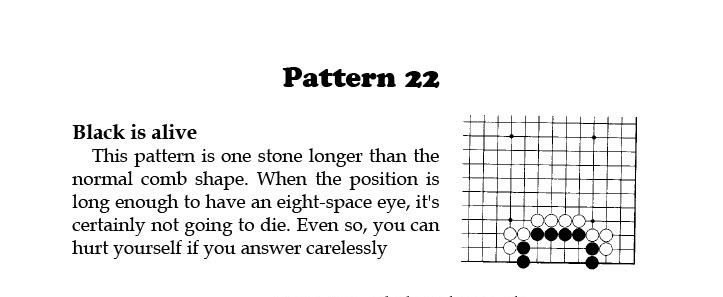 Pattern 22
Black is alive
This pattern is one stone longer than the
normal comb shape. When the position is
long enough to have an eight-space eye, it's
certainly not going to die. Even so, you can
hurt yourself if you answer carelessly